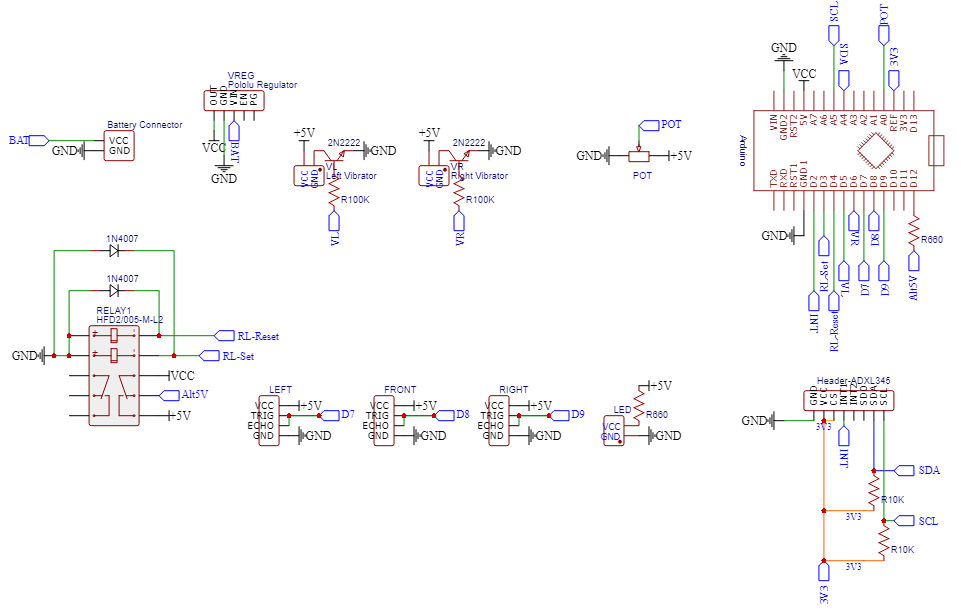 BAT
Battery Connector
VCC
GND
GND
VREG
Pololu Regulator
OUT
GND
VIN
EN
PG
VCC
BAT
GND
+5V
2N2222
GND
VCC
GND
VL
Left Vibrator
R100K
VL
+5V
2N2222
GND
VCC
GND
VR
Right Vibrator
R100K
VR
POT
GND
+5V
POT
SCL
SDA
POT
3V3
GND
VCC
VIN
GND2
RST2
5V
A7
A6
A5
A4
A3
A2
A1
A0
REF
3V3
D13
Arduino
TXD
RXD
RST1
GND1
D2
D3
D4
D5
D6
D7
D8
D9
D10
D11
D12
GND
INT
RL-Set
RL-Reset
VL
VR
D7
D8
D9
R660
Alt5V
1N4007
1N4007
RELAY1
HFD2/005-M-L2
GND
RL-Reset
RL-Set
VCC
Alt5V
+5V
LEFT
VCC
TRIG
ECHO
GND
+5V
D7
GND
FRONT
VCC
TRIG
ECHO
GND
+5V
D8
GND
RIGHT
VCC
TRIG
ECHO
GND
+5V
D9
GND
+5V
LED
R660
VCC
GND
GND
Header-ADXL345
GND
VCC
CS
INT1
INT2
SDO
SDA
SCL
GND
3V3
INT
SDA
R10K
3V3
SCL
R10K
3V3
3V3